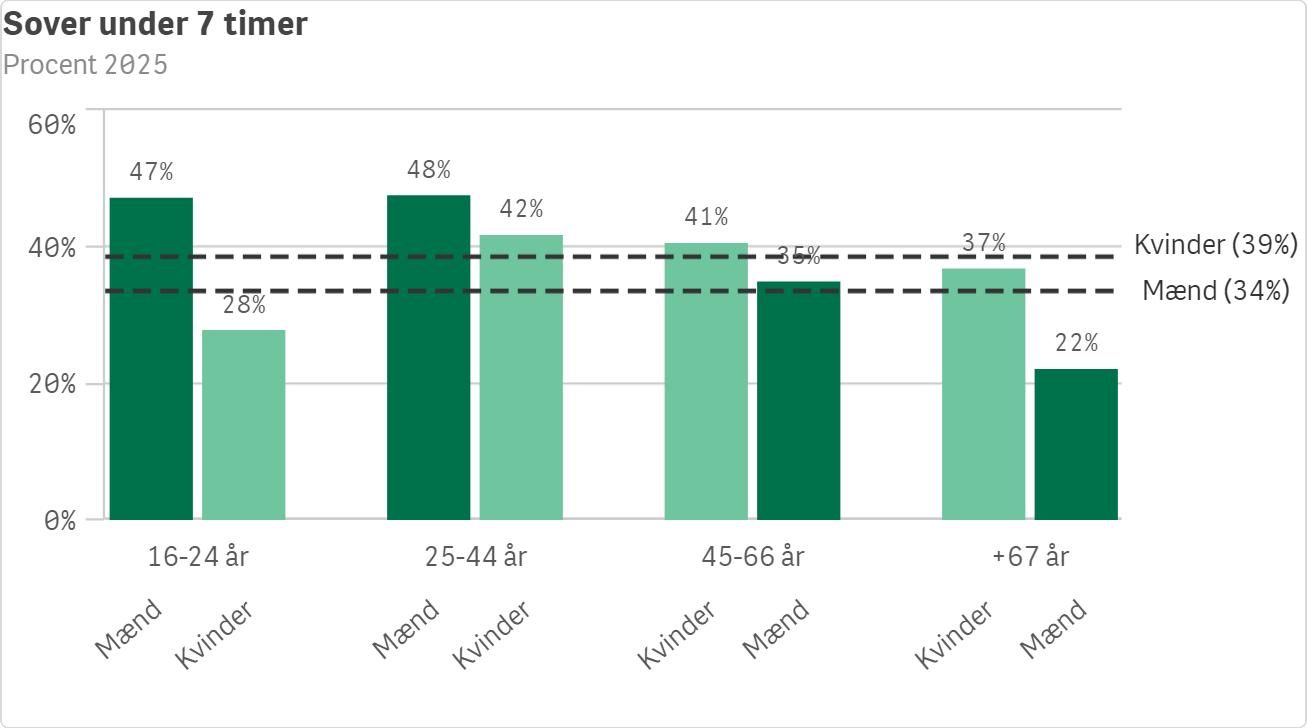 Sover under 7 timer
Procent 2025
60%
40%
20%
0%
47%
28%
48%
42%
41%
35%
37%
22%
Kvinder (39%)
Mænd (34%)
16-24 år
25-44 år
45-66 år
+67 år
Mænd
Kvinder
Mænd
Kvinder
Kvinder
Mænd
Kvinder
Mænd